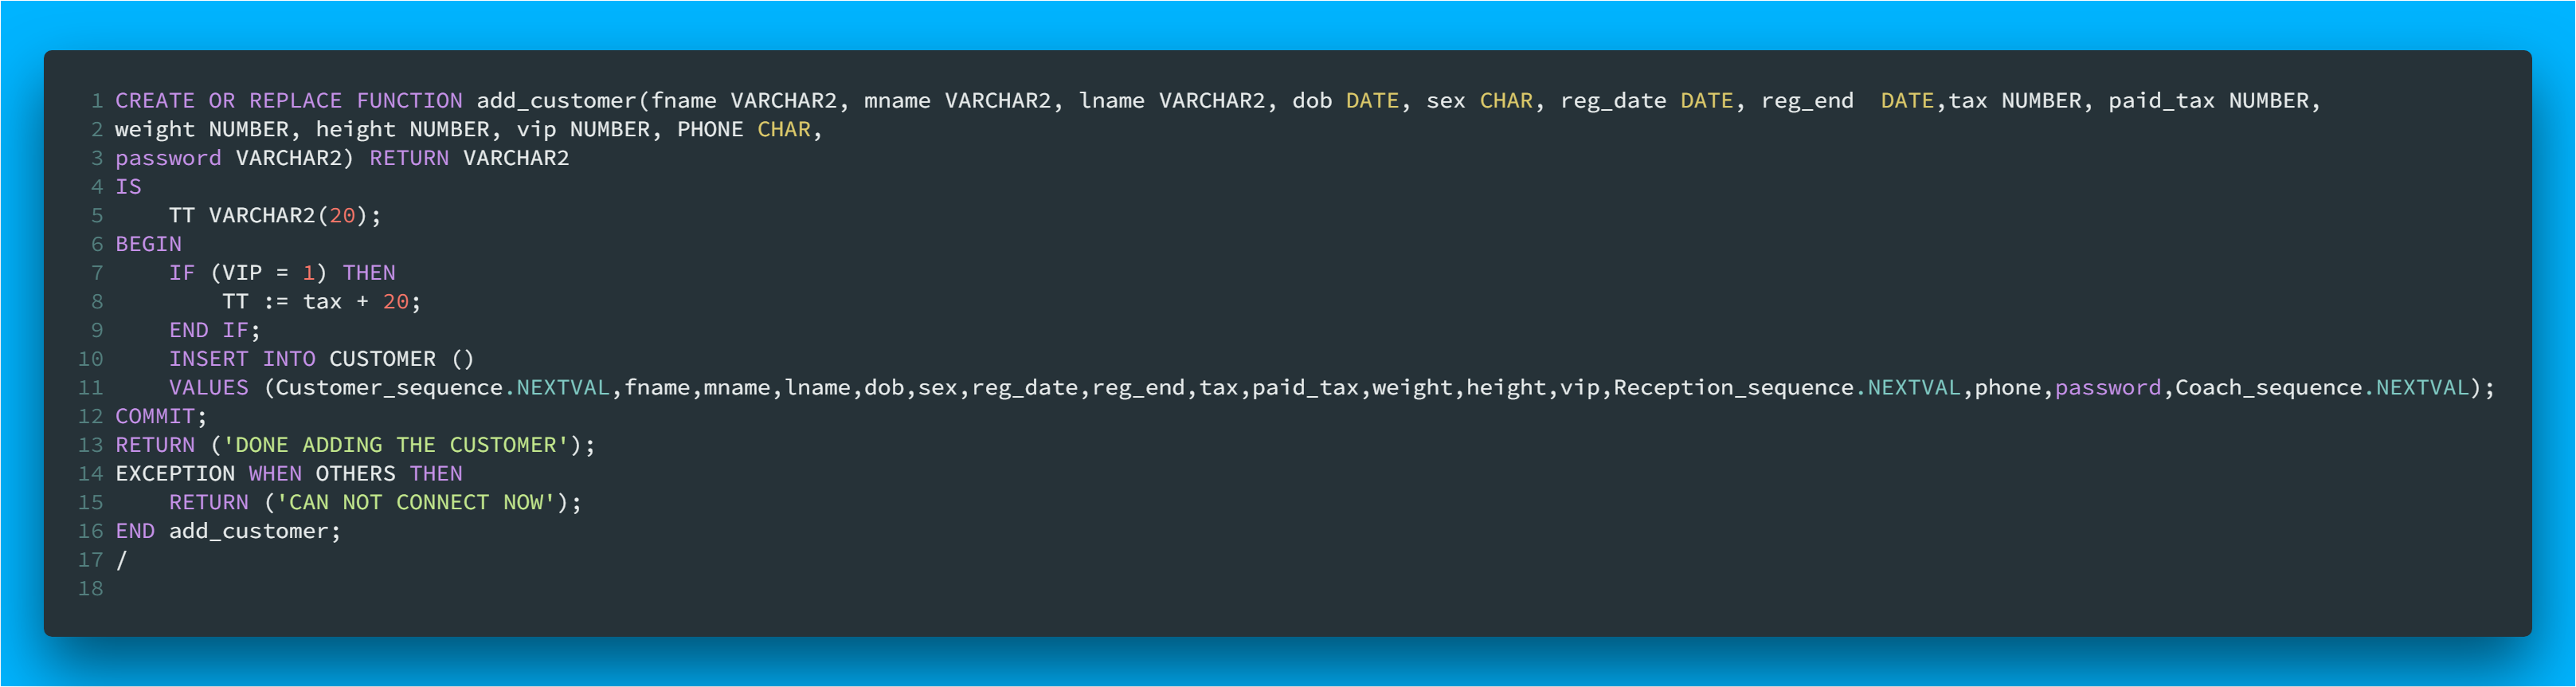 1 CREATE OR REPLACE FUNCTION add_customer(fname VARCHAR2, mname VARCHAR2, lname VARCHAR2, dob DATE, sex CHAR, reg_date DATE, reg_end  DATE,tax NUMBER, paid_tax NUMBER,
2 weight NUMBER, height NUMBER, vip NUMBER, PHONE CHAR,
3 password VARCHAR2) RETURN VARCHAR2
4 IS
5     TT VARCHAR2(20);
6 BEGIN
7     IF (VIP = 1) THEN
8         TT := tax + 20;
9     END IF;
10     INSERT INTO CUSTOMER ()
11     VALUES (Customer_sequence.NEXTVAL,fname,mname,lname,dob,sex,reg_date,reg_end,tax,paid_tax,weight,height,vip,Reception_sequence.NEXTVAL,phone,password,Coach_sequence.NEXTVAL);
12 COMMIT;
13 RETURN ('DONE ADDING THE CUSTOMER');
14 EXCEPTION WHEN OTHERS THEN
15     RETURN ('CAN NOT CONNECT NOW');
16 END add_customer;
17 /
18